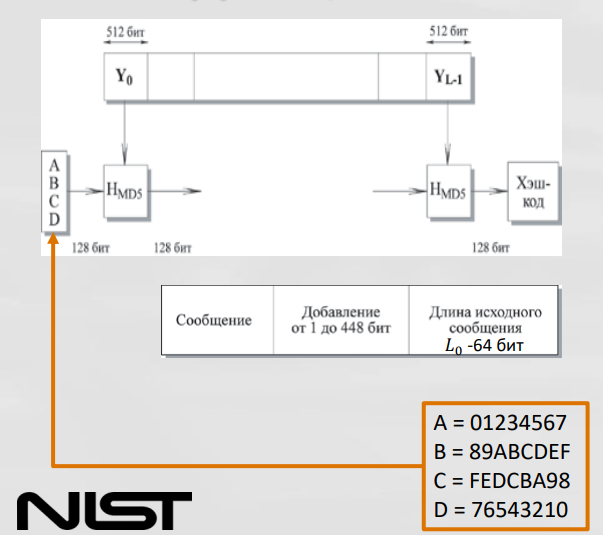 512 бит
512 бит
Y0
YL-1
A
B
C
D
HMD5
HMD5
Хэш-
код
128 бит
128 бит
128 бит
Сообщение
Добавление
от 1 до 448 бит
Длина исходного
сообщения
L0 -64 бит
A = 01234567
B = 89ABCDEF
C = FEDCBA98
D = 76543210
NIST